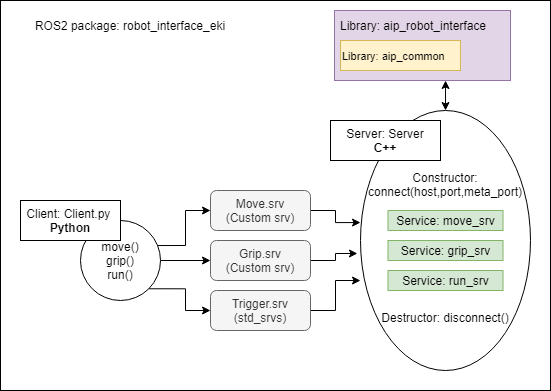 ROS2 package: robot_interface_eki
Library: aip_robot_interface
Library: aip_common
Server: Server
C++
Constructor:
connect(host,port,meta_port)
Client: Client.py
Python
move()
grip()
run()
Move.srv
(Custom srv)
Grip.srv
(Custom srv)
Trigger.srv
(std_srvs)
Service: move_srv
Service: grip_srv
Service: run_srv
Destructor: disconnect()